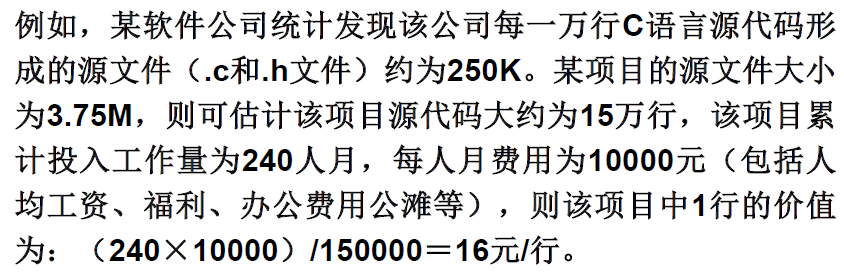 例如，某软件公司统计发现该公司每一万行C语言源代码形
成的源文件（.c和.h文件）约为250K。某项目的源文件大小
为3.75M，则可估计该项目源代码大约为15万行，该项目累
计投入工作量为240人月，每人月费用为10000元（包括人
均工资、福利、办公费用公滩等），则该项目中1行的价值
为：（240×10000）/150000＝16元/行。